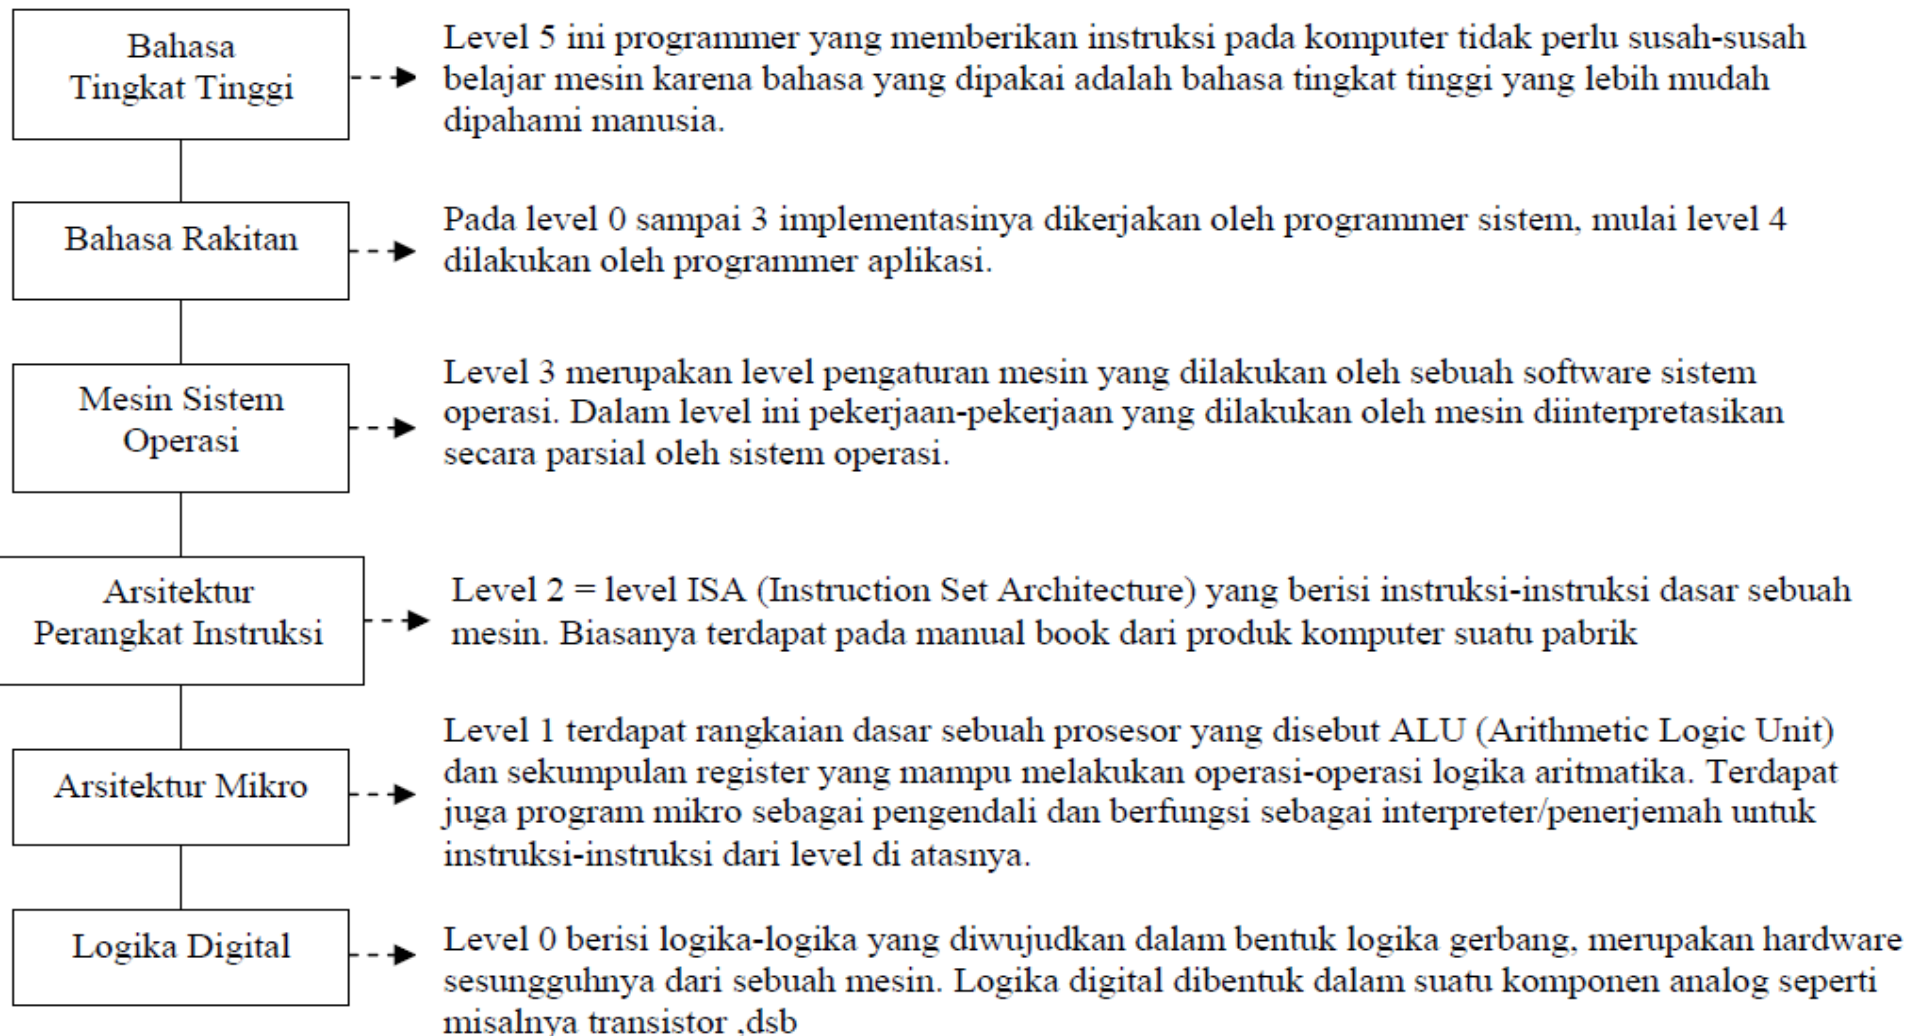 Bahasa
Tingkat Tinggi
Level 5 ini programmer yang memberikan instruksi pada komputer tidak perlu susah-susah
belajar mesin karena bahasa yang dipakai adalah bahasa tingkat tinggi yang lebih mudah
dipahami manusia.
Bahasa Rakitan
Pada level 0 sampai 3 implementasinya dikerjakan oleh programmer sistem, mulai level 4
dilakukan oleh programmer aplikasi.
Mesin Sistem
Operasi
Level 3 merupakan level pengaturan mesin yang dilakukan oleh sebuah software sistem
operasi. Dalam level ini pekerjaan-pekerjaan yang dilakukan oleh mesin diinterpretasikan
secara parsial oleh sistem operasi.
Arsitektur
Perangkat Instruksi
Level 2 = level ISA (Instruction Set Architecture) yang berisi instruksi-instruksi dasar sebuah
mesin. Biasanya terdapat pada manual book dari produk komputer suatu pabrik
Arsitektur Mikro
Level 1 terdapat rangkaian dasar sebuah prosesor yang disebut ALU (Arithmetic Logic Unit)
dan sekumpulan register yang mampu melakukan operasi-operasi logika aritmatika. Terdapat
juga program mikro sebagai pengendali dan berfungsi sebagai interpreter/penerjemah untuk
instruksi-instruksi dari level di atasnya.
Logika Digital
Level 0 berisi logika-logika yang diwujudkan dalam bentuk logika gerbang, merupakan hardware
sesungguhnya dari sebuah mesin. Logika digital dibentuk dalam suatu komponen analog seperti
misalnya transistor ,dsb